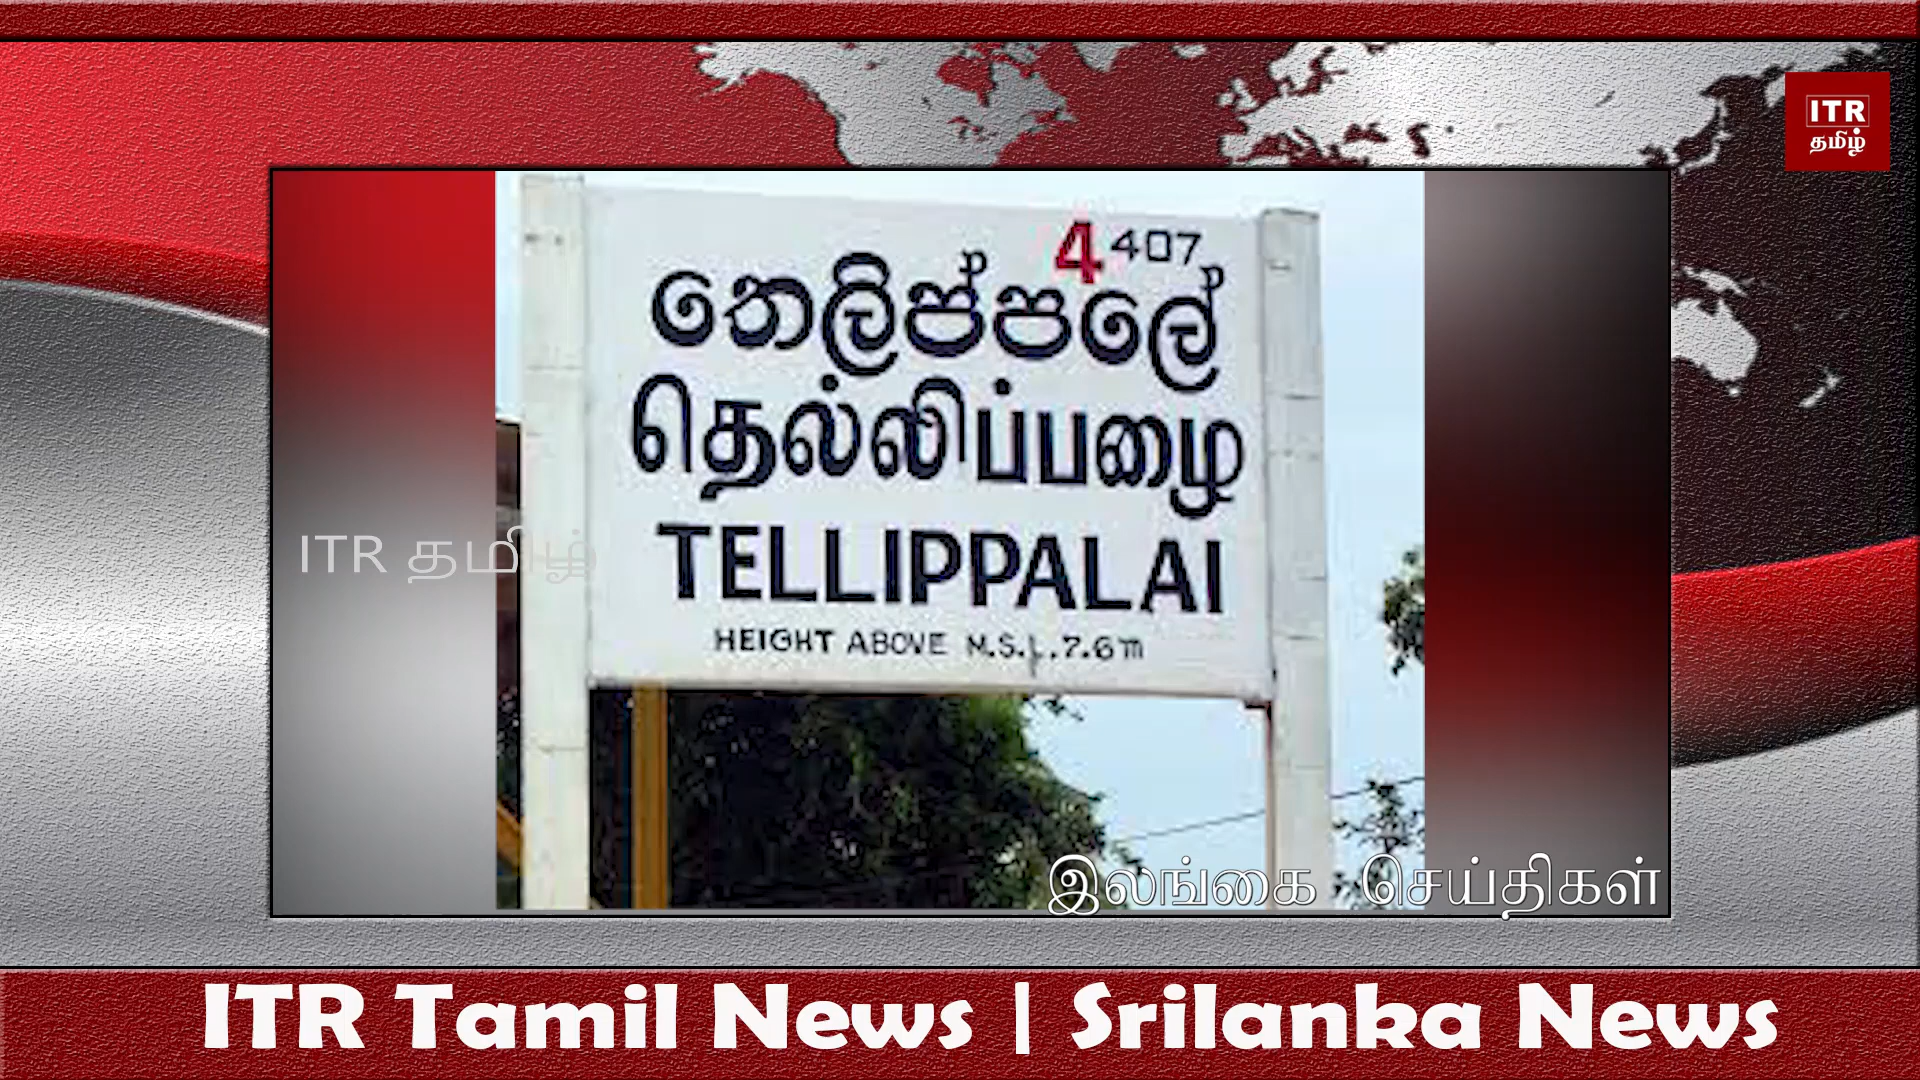 ITR
தமிழ்
4 407
තෙලිප්පලේ
தெல்லிப்பழை
TELLIPPALAI
HEIGHT ABOVE M.S.L.7.6m
ITR தமிழ்
இலங்கை செய்திகள்
ITR Tamil News | Srilanka News